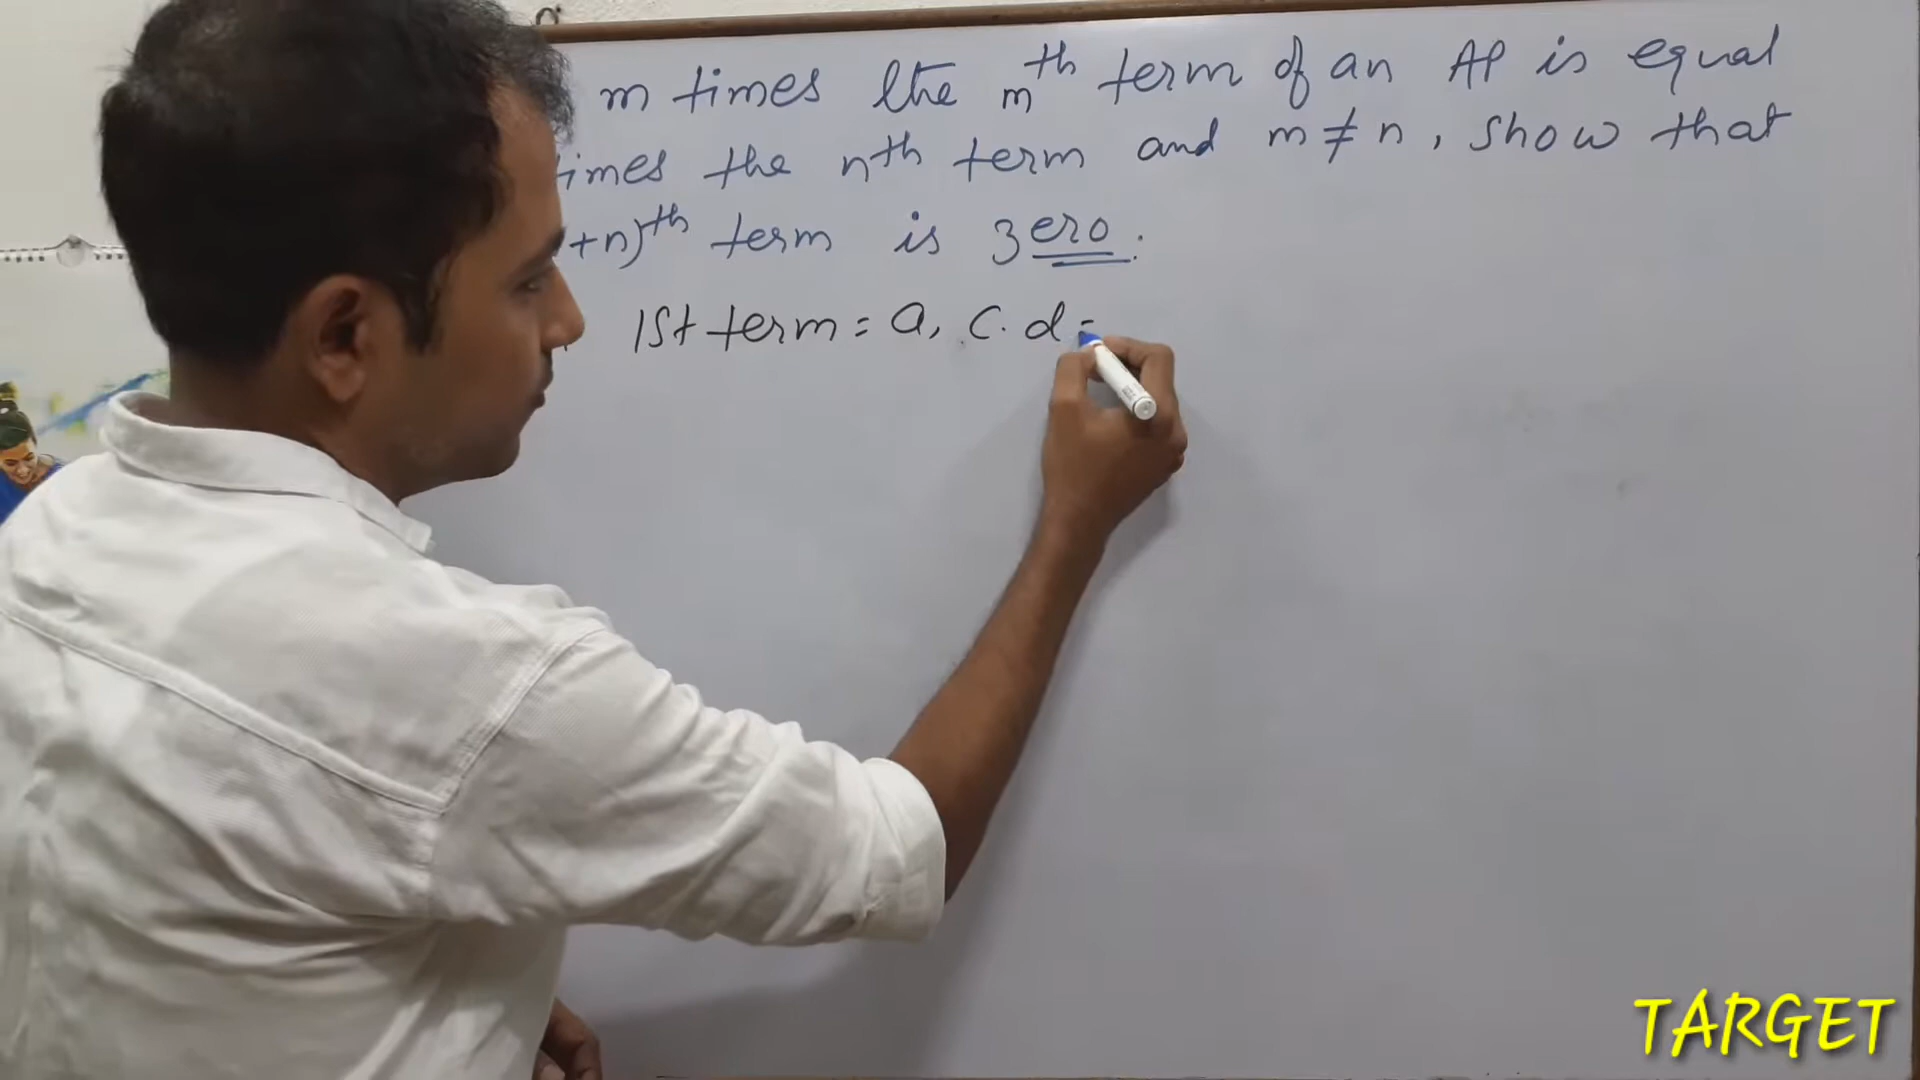 m times the mth term of an AP is equal
times the nth term and m ≠ n, show that
+n)th term is zero.
1st term = a, c.d =
TARGET